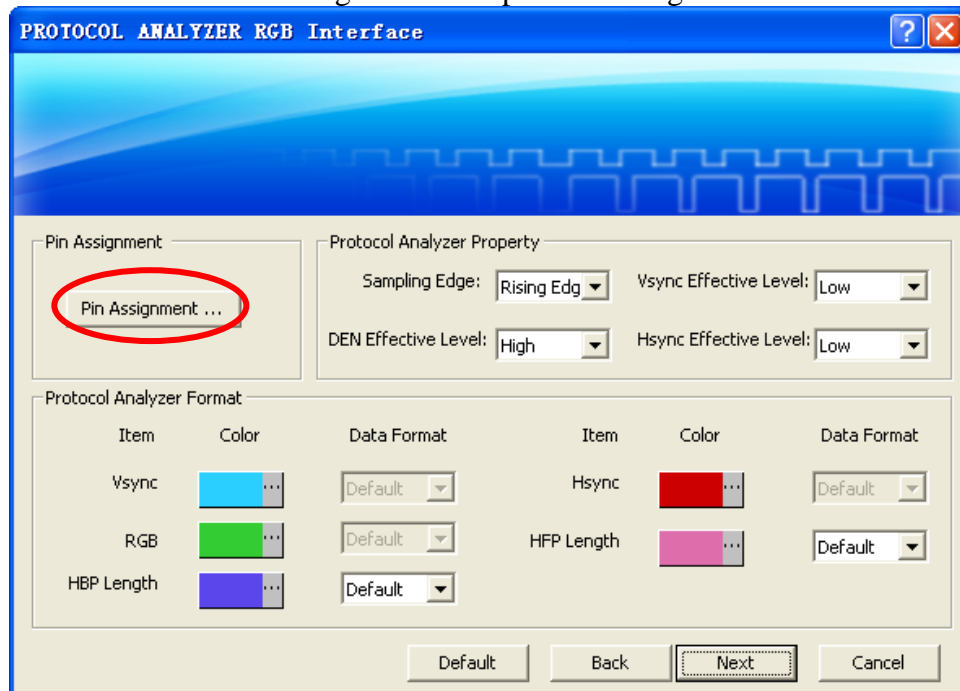 PROTOCOL ANALYZER RGB Interface
Pin Assignment
Protocol Analyzer Property
Pin Assignment ...
Sampling Edge: Rising Edg
Vsync Effective Level: Low
DEN Effective Level: High
Hsync Effective Level: Low
Protocol Analyzer Format
Item Color Data Format Item Color Data Format
Vsync ... Default Hsync ... Default
RGB ... Default HFP Length ... Default
HBP Length ... Default
Default Back Next Cancel